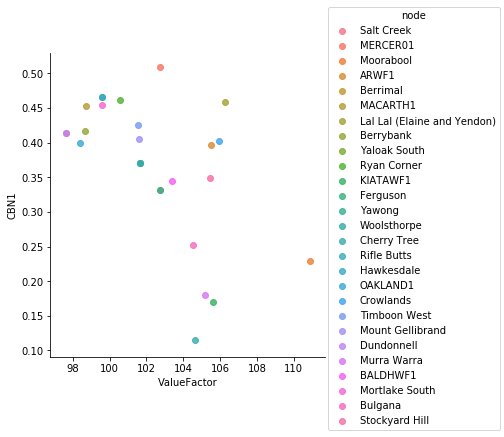 node
Salt Creek
MERCER01
Moorabool
ARWF1
Berrimal
MACARTH1
Lal Lal (Elaine and Yendon)
Berrybank
Yaloak South
Ryan Corner
KIATAWF1
Ferguson
Yawong
Woolsthorpe
Cherry Tree
Rifle Butts
Hawkesdale
OAKLAND1
Crowlands
Timboon West
Mount Gellibrand
Dundonnell
Murra Warra
BALDHWF1
Mortlake South
Bulgana
Stockyard Hill
0.50
0.45
0.40
0.35
0.30
0.25
0.20
0.15
0.10
CBN1
98 100 102 104 106 108 110
ValueFactor